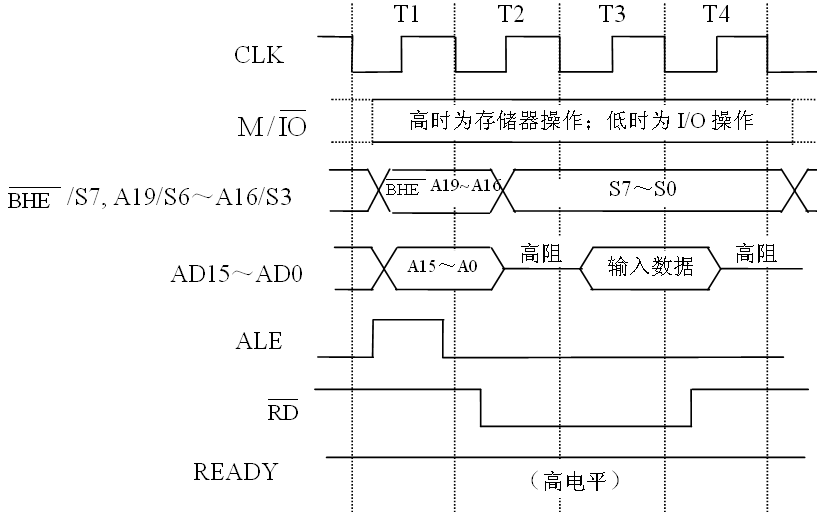 T1 T2 T3 T4
CLK
M/IO 高时为存储器操作；低时为 I/O 操作
BHE /S7, A19/S6～A16/S3 BHE A19~A16 S7～S0
AD15～AD0 A15～A0 高阻 输入数据 高阻
ALE
RD
READY （高电平）